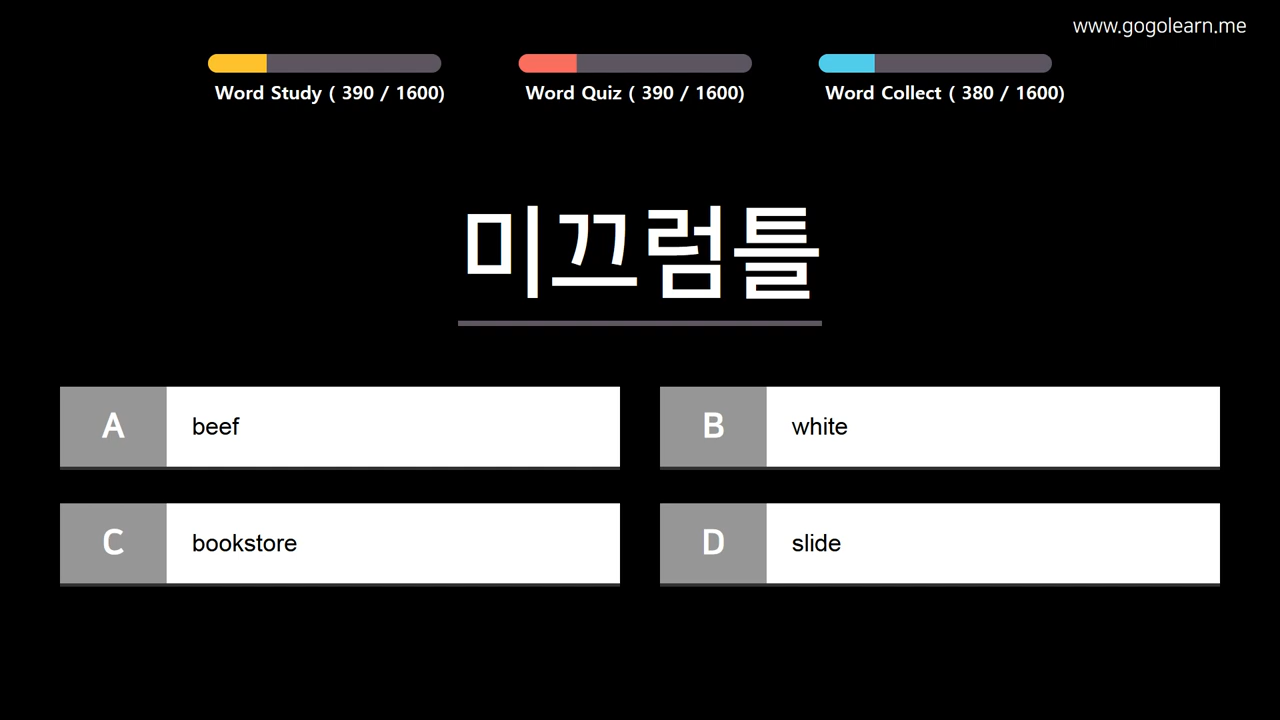 www.gogolearn.me
Word Study ( 390 / 1600)
Word Quiz ( 390 / 1600)
Word Collect ( 380 / 1600)
미끄럼틀
A beef
B white
C bookstore
D slide